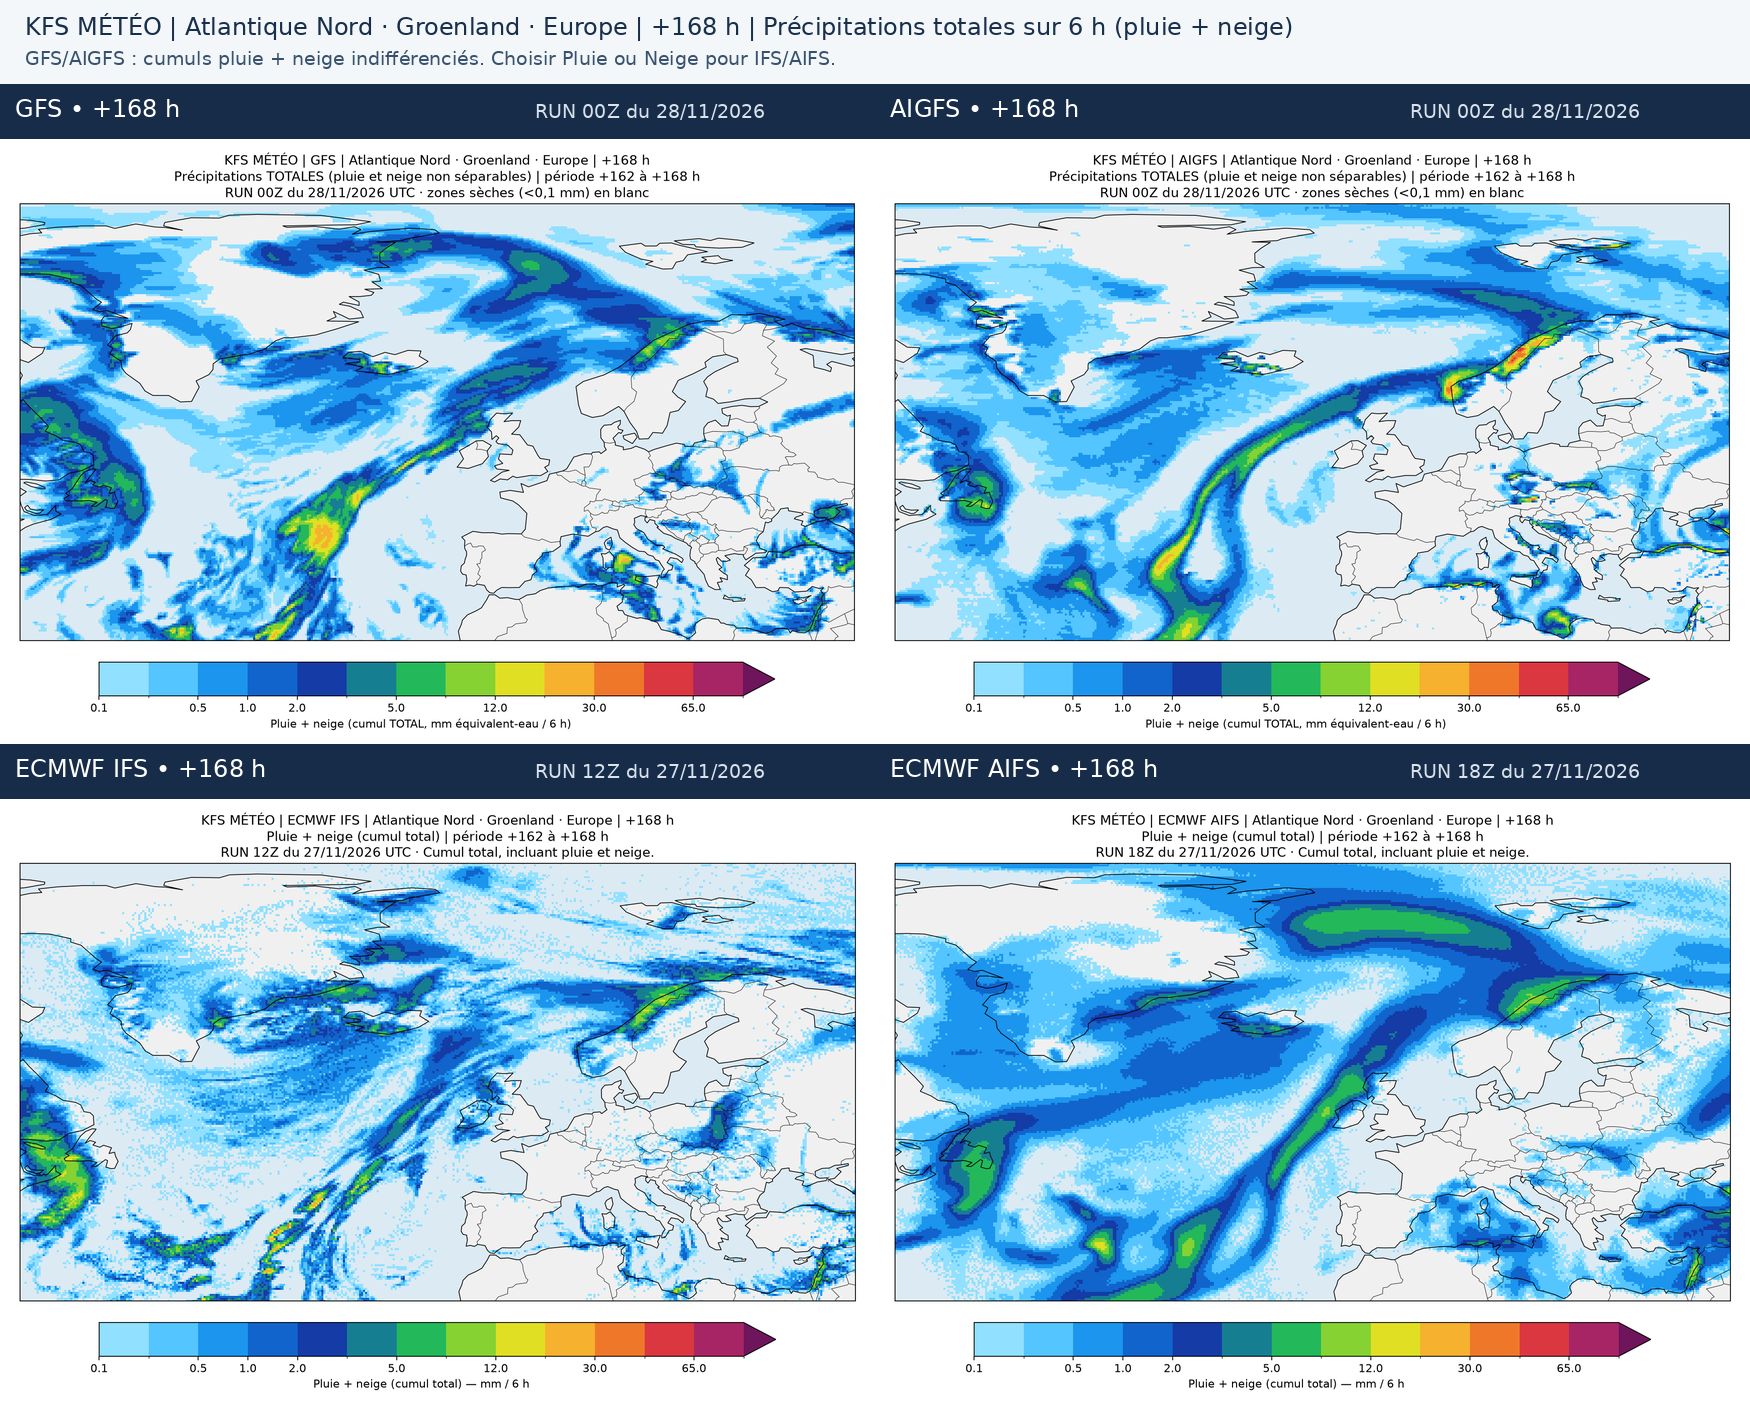 KFS MÉTÉO | Atlantique Nord · Groenland · Europe | +168 h | Précipitations totales sur 6 h (pluie + neige)
GFS/AIGFS : cumuls pluie + neige indifférenciés. Choisir Pluie ou Neige pour IFS/AIFS.
GFS • +168 h
RUN 00Z du 28/11/2026
AIGFS • +168 h
RUN 00Z du 28/11/2026
KFS MÉTÉO | GFS | Atlantique Nord · Groenland · Europe | +168 h
Précipitations TOTALES (pluie et neige non séparables) | période +162 à +168 h
RUN 00Z du 28/11/2026 UTC · zones sèches (<0,1 mm) en blanc
KFS MÉTÉO | AIGFS | Atlantique Nord · Groenland · Europe | +168 h
Précipitations TOTALES (pluie et neige non séparables) | période +162 à +168 h
RUN 00Z du 28/11/2026 UTC · zones sèches (<0,1 mm) en blanc
0.1 0.5 1.0 2.0 5.0 12.0 30.0 65.0
Pluie + neige (cumul TOTAL, mm équivalent-eau / 6 h)
0.1 0.5 1.0 2.0 5.0 12.0 30.0 65.0
Pluie + neige (cumul TOTAL, mm équivalent-eau / 6 h)
ECMWF IFS • +168 h
RUN 12Z du 27/11/2026
ECMWF AIFS • +168 h
RUN 18Z du 27/11/2026
KFS MÉTÉO | ECMWF IFS | Atlantique Nord · Groenland · Europe | +168 h
Pluie + neige (cumul total) | période +162 à +168 h
RUN 12Z du 27/11/2026 UTC · Cumul total, incluant pluie et neige.
KFS MÉTÉO | ECMWF AIFS | Atlantique Nord · Groenland · Europe | +168 h
Pluie + neige (cumul total) | période +162 à +168 h
RUN 18Z du 27/11/2026 UTC · Cumul total, incluant pluie et neige.
0.1 0.5 1.0 2.0 5.0 12.0 30.0 65.0
Pluie + neige (cumul total) — mm / 6 h
0.1 0.5 1.0 2.0 5.0 12.0 30.0 65.0
Pluie + neige (cumul total) — mm / 6 h